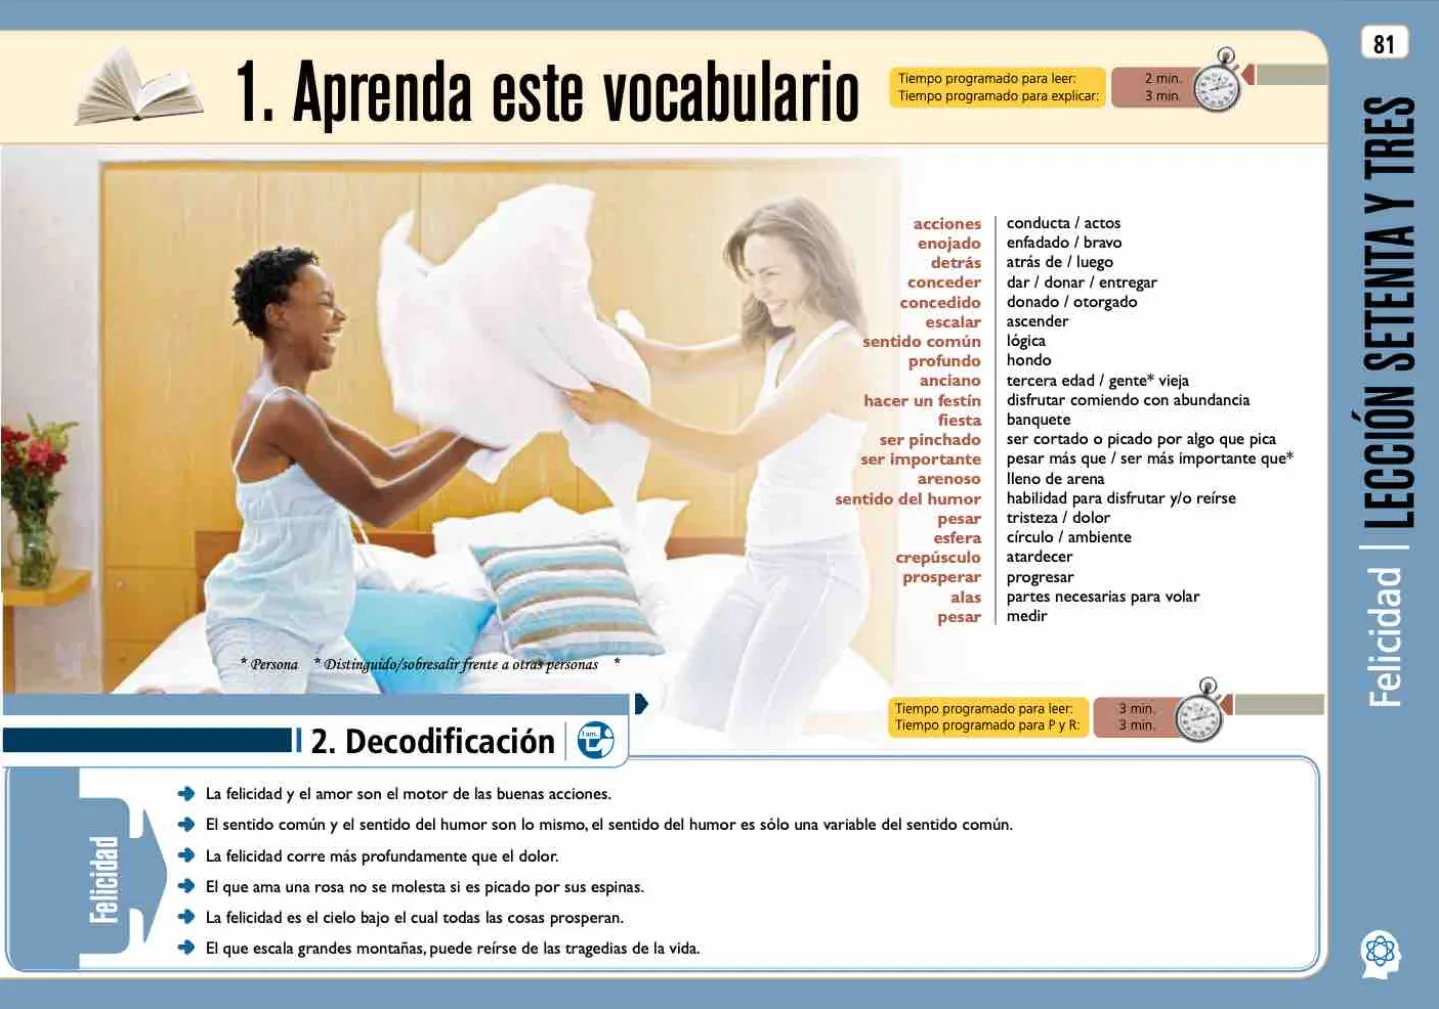 81
1. Aprenda este vocabulario
Tiempo programado para leer: 2 min.
Tiempo programado para explicar: 3 min.
acciones conducta / actos
enojado enfadado / bravo
detrás atrás de / luego
conceder dar / donar / entregar
concedido donado / otorgado
escalar ascender
sentido común lógica
profundo hondo
anciano tercera edad / gente* vieja
hacer un festín disfrutar comiendo con abundancia
fiesta banquete
ser pinchado ser cortado o picado por algo que pica
ser importante pesar más que / ser más importante que*
arenoso lleno de arena
sentido del humor habilidad para disfrutar y/o reírse
pesar tristeza / dolor
esfera círculo / ambiente
crepúsculo atardecer
prosperar progresar
alas partes necesarias para volar
pesar medir
* Persona * Distinguido/sobresalir frente a otras personas *
Tiempo programado para leer: 3 min.
Tiempo programado para P y R: 3 min.
2. Decodificación
I am...
Felicidad
La felicidad y el amor son el motor de las buenas acciones.
El sentido común y el sentido del humor son lo mismo, el sentido del humor es sólo una variable del sentido común.
La felicidad corre más profundamente que el dolor.
El que ama una rosa no se molesta si es picado por sus espinas.
La felicidad es el cielo bajo el cual todas las cosas prosperan.
El que escala grandes montañas, puede reírse de las tragedias de la vida.
Felicidad | LECCIÓN SETENTA Y TRES